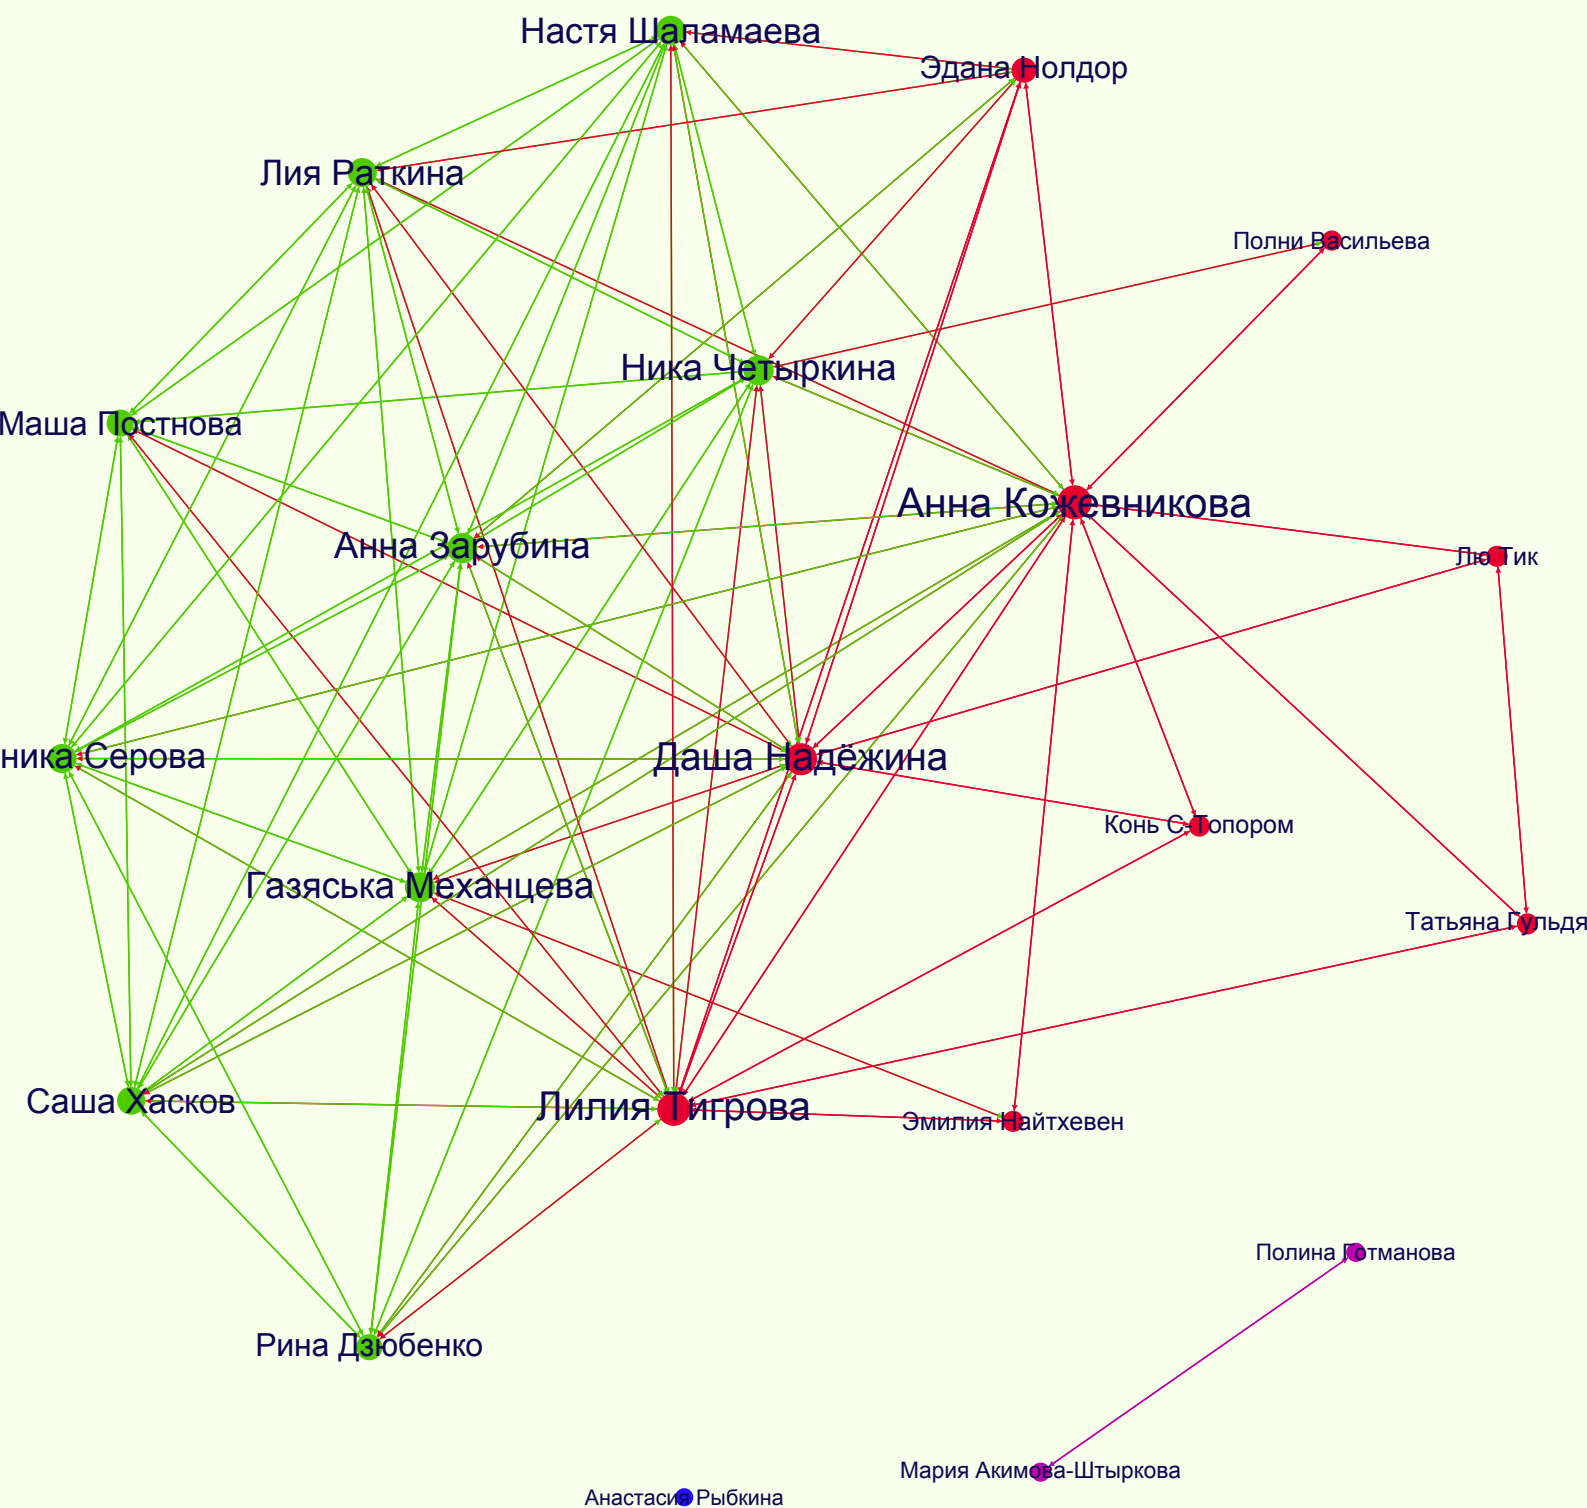 Настя Шаламаева
Эдана Нолдор
Лия Раткина
Полни Васильева
Ника Четыркина
Маша Постнова
Анна Кожевникова
Анна Зарубина
Лю Тик
ника Серова
Даша Надёжина
Конь С-Топором
Газяська Механцева
Татьяна Гульдя
Саша Хасков
Лилия Тигрова
Эмилия Найтхевен
Полина Готманова
Рина Дзюбенко
Мария Акимова-Штыркова
Анастасия Рыбкина